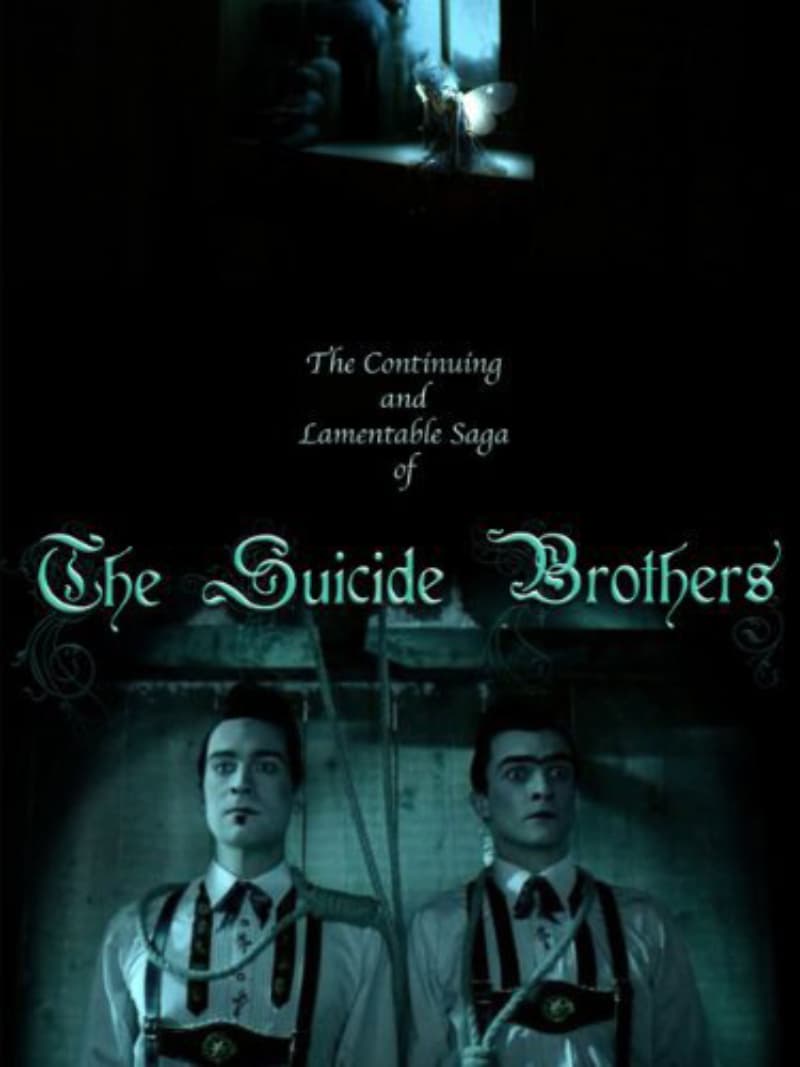 The Continuing
and
Lamentable Saga
of
The Suicide Brothers